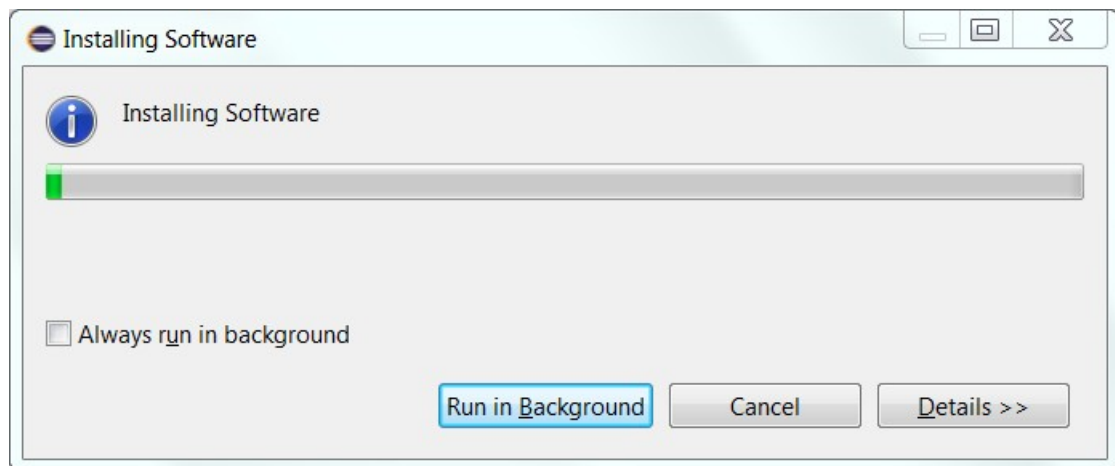 Installing Software
Installing Software
Always run in background
Run in Background
Cancel
Details >>